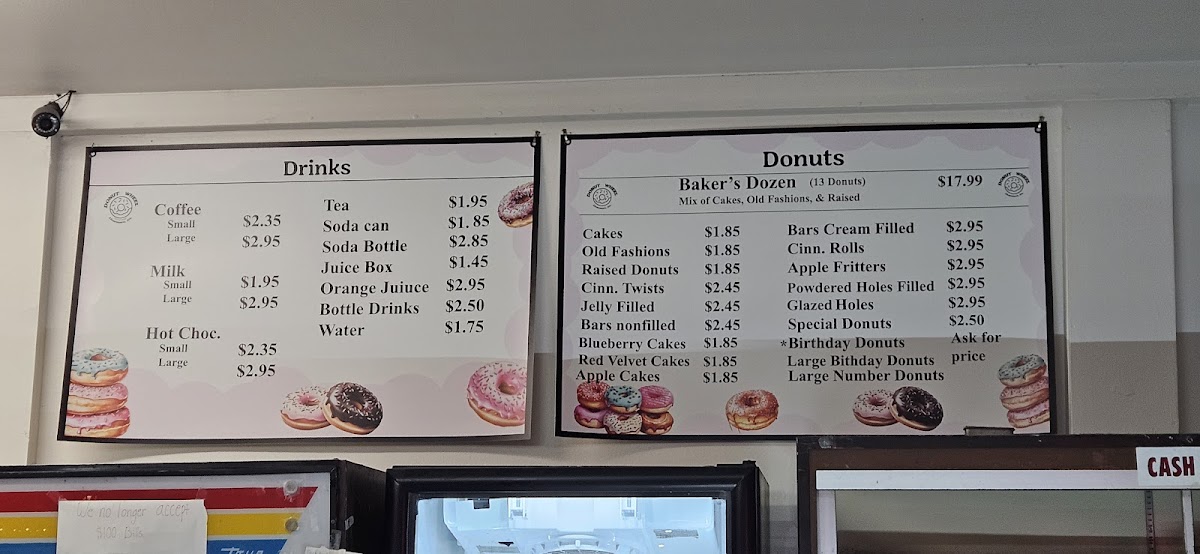 Drinks
DONUT WHEEL
Coffee
Small $2.35
Large $2.95
Milk
Small $1.95
Large $2.95
Hot Choc.
Small $2.35
Large $2.95
Tea $1.95
Soda can $1.85
Soda Bottle $2.85
Juice Box $1.45
Orange Juiuce $2.95
Bottle Drinks $2.50
Water $1.75
Donuts
Baker's Dozen (13 Donuts) $17.99
Mix of Cakes, Old Fashions, & Raised
Cakes $1.85
Old Fashions $1.85
Raised Donuts $1.85
Cinn. Twists $2.45
Jelly Filled $2.45
Bars nonfilled $2.45
Blueberry Cakes $1.85
Red Velvet Cakes $1.85
Apple Cakes $1.85
Bars Cream Filled $2.95
Cinn. Rolls $2.95
Apple Fritters $2.95
Powdered Holes Filled $2.95
Glazed Holes $2.95
Special Donuts $2.50
*Birthday Donuts Ask for
Large Bithday Donuts price
Large Number Donuts
We no longer accept
$100 Bills
CASH